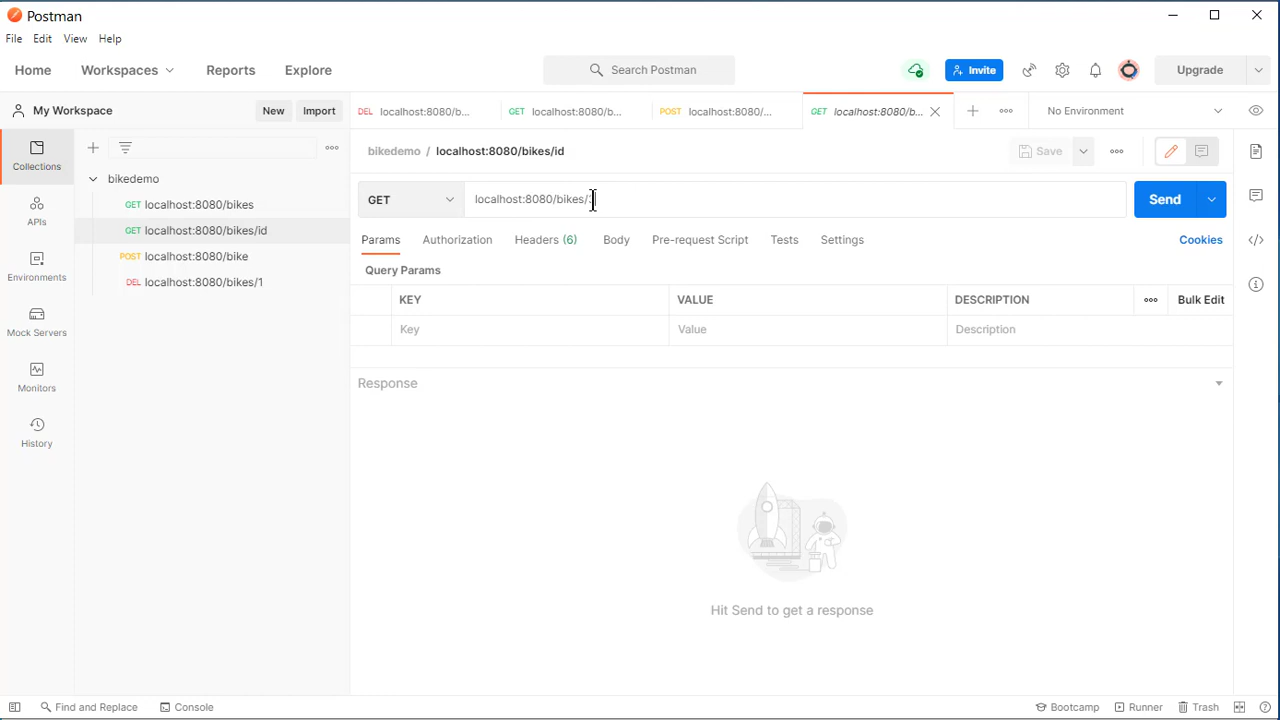 Postman
File Edit View Help
Home Workspaces Reports Explore Search Postman Invite Upgrade
My Workspace New Import
DEL localhost:8080/b... GET localhost:8080/b... POST localhost:8080/... GET localhost:8080/b... No Environment
Collections
APIs
Environments
Mock Servers
Monitors
History
bikedemo
GET localhost:8080/bikes
GET localhost:8080/bikes/id
POST localhost:8080/bike
DEL localhost:8080/bikes/1
bikedemo / localhost:8080/bikes/id Save
GET localhost:8080/bikes/ Send
Params Authorization Headers (6) Body Pre-request Script Tests Settings Cookies
Query Params
KEY VALUE DESCRIPTION Bulk Edit
Key Value Description
Response
Hit Send to get a response
Find and Replace Console Bootcamp Runner Trash